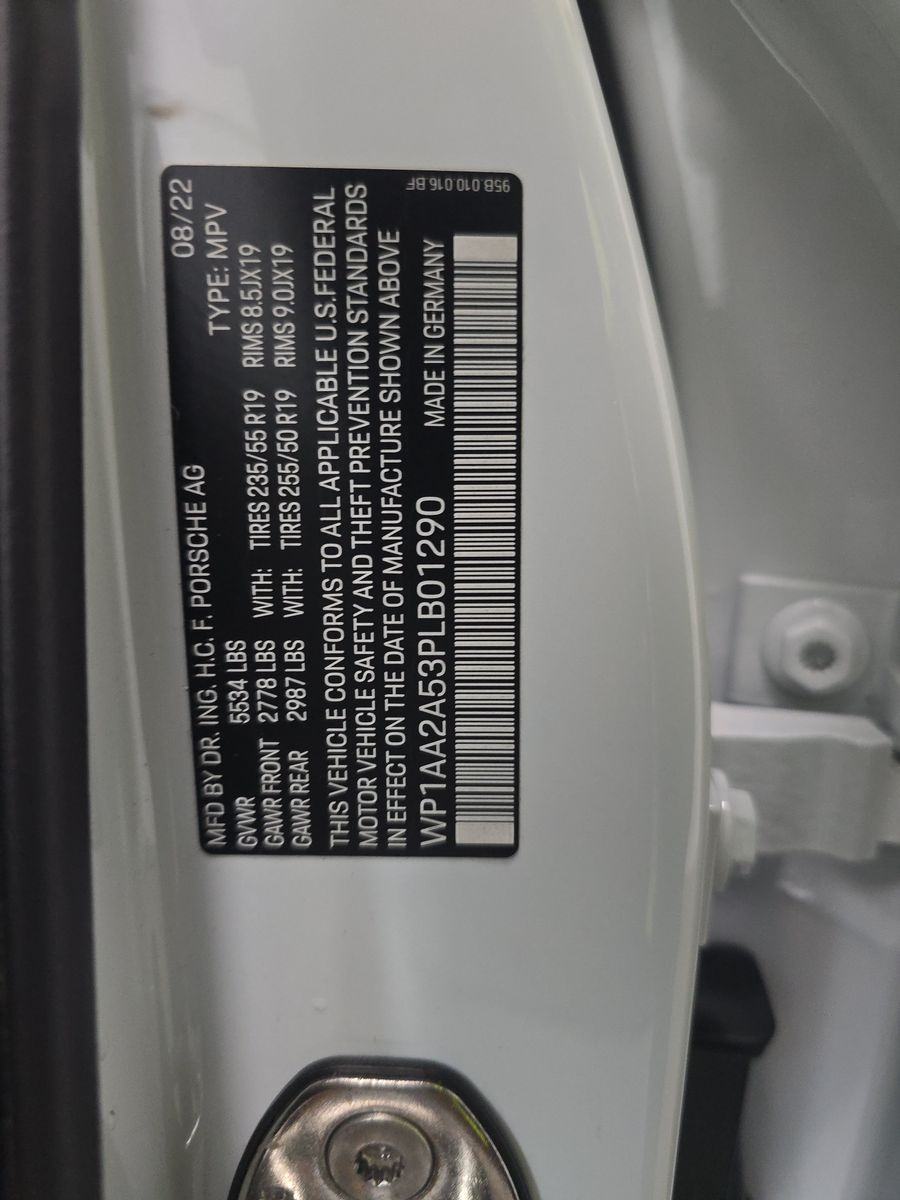 08/22
MFD BY DR. ING. H.C. F. PORSCHE AG TYPE: MPV
GVWR 5534 LBS
GAWR FRONT 2778 LBS WITH: TIRES 235/55 R19 RIMS 8.5JX19
GAWR REAR 2987 LBS WITH: TIRES 255/50 R19 RIMS 9.0JX19
THIS VEHICLE CONFORMS TO ALL APPLICABLE U.S.FEDERAL
MOTOR VEHICLE SAFETY AND THEFT PREVENTION STANDARDS
IN EFFECT ON THE DATE OF MANUFACTURE SHOWN ABOVE
WP1AA2A53PLB01290 MADE IN GERMANY
95B.010.016.BF